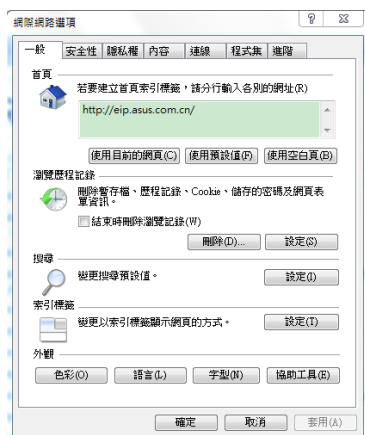 網際網路選項
一般 安全性 隱私權 內容 連線 程式集 進階
首頁
若要建立首頁索引標籤，請分行輸入各別的網址(R)
http://eip.asus.com.cn/
使用目前的網頁(C) 使用預設值(F) 使用空白頁(B)
瀏覽歷程記錄
刪除暫存檔、歷程記錄、Cookie、儲存的密碼及網頁表
單資訊。
結束時刪除瀏覽記錄(W)
刪除(D)... 設定(S)
搜尋
變更搜尋預設值。 設定(I)
索引標籤
變更以索引標籤顯示網頁的方式。 設定(T)
外觀
色彩(O) 語言(L) 字型(N) 協助工具(E)
確定 取消 套用(A)